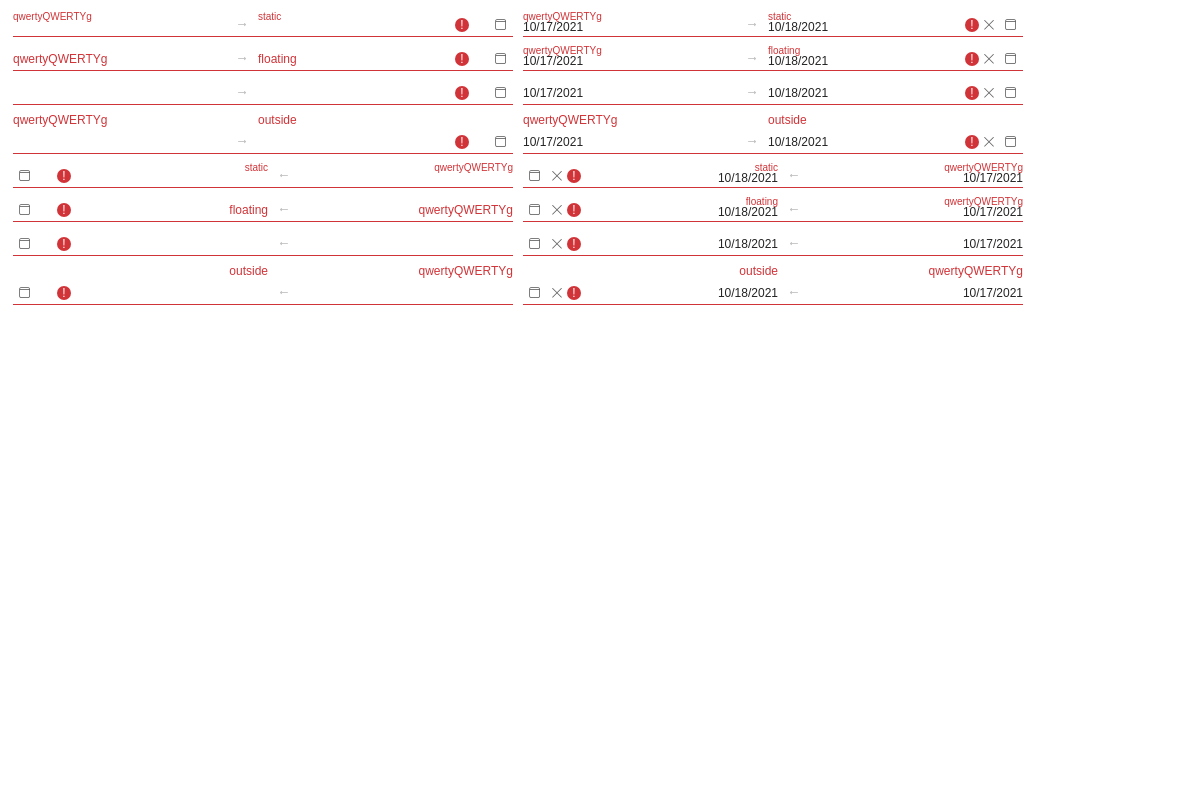 qwertyQWERTYg → static ! qwertyQWERTYg static
10/17/2021 → 10/18/2021 !
qwertyQWERTYg → floating ! qwertyQWERTYg floating
10/17/2021 → 10/18/2021 !
→ ! 10/17/2021 → 10/18/2021 !
qwertyQWERTYg outside qwertyQWERTYg outside
→ ! 10/17/2021 → 10/18/2021 !
! static ← qwertyQWERTYg static qwertyQWERTYg
! 10/18/2021 ← 10/17/2021
! floating ← qwertyQWERTYg floating qwertyQWERTYg
! 10/18/2021 ← 10/17/2021
! ← ! 10/18/2021 ← 10/17/2021
outside qwertyQWERTYg outside qwertyQWERTYg
! ← ! 10/18/2021 ← 10/17/2021